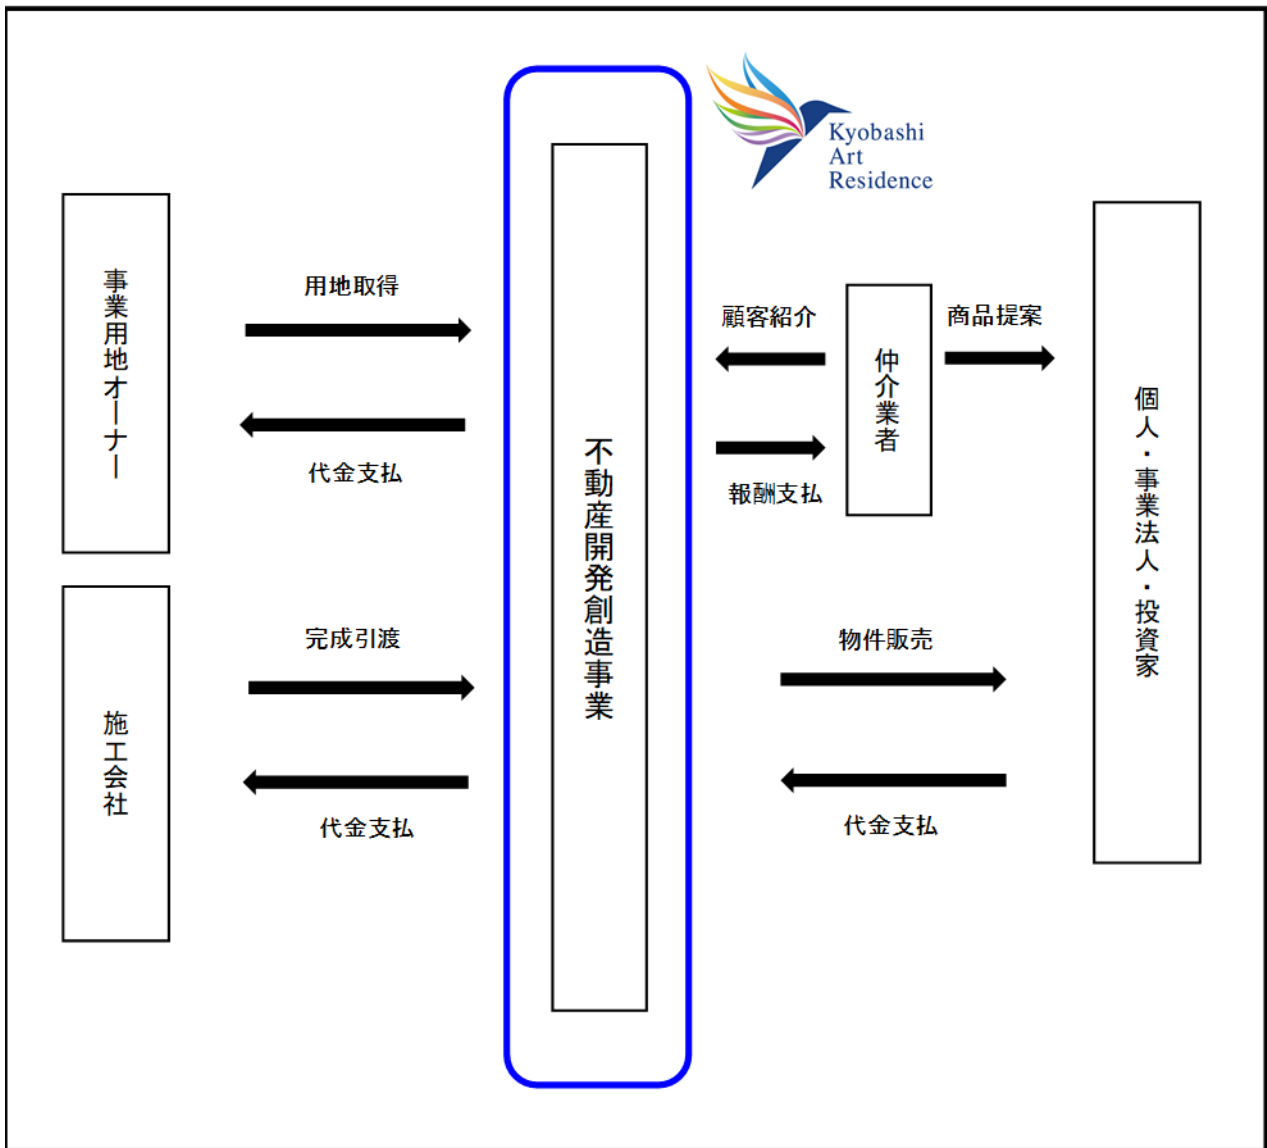 Kyobashi
Art
Residence
事業用地オーナー
用地取得
代金支払
施工会社
完成引渡
代金支払
不動産開発創造事業
顧客紹介
報酬支払
仲介業者
商品提案
物件販売
代金支払
個人・事業法人・投資家